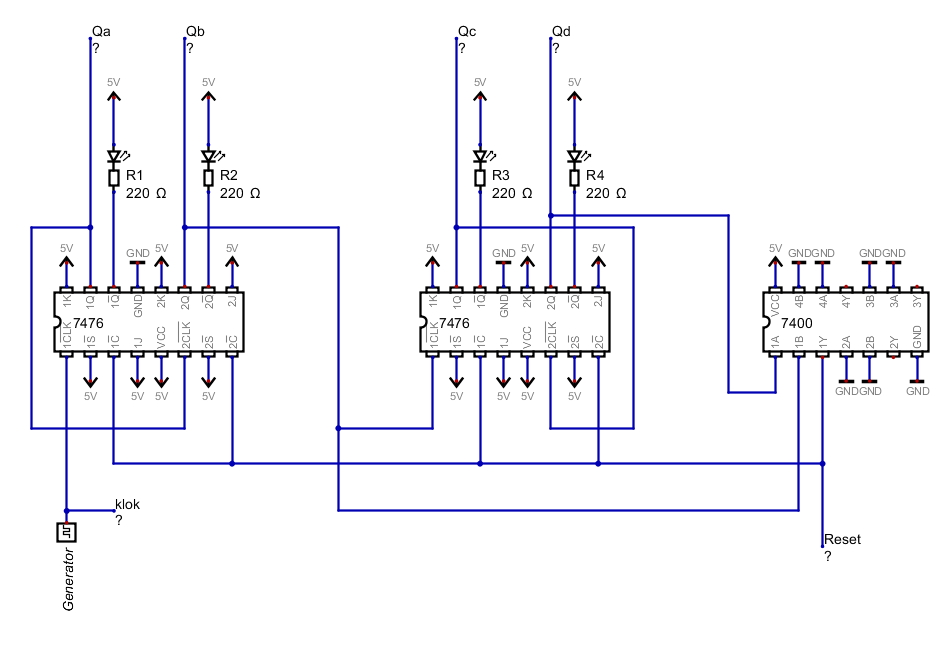 Qa
?
Qb
?
Qc
?
Qd
?
5V
5V
5V
5V
R1
220 Ω
R2
220 Ω
R3
220 Ω
R4
220 Ω
5V
GND
5V
5V
5V
GND
5V
5V
5V
GND
GND
GND
GND
1K
1Q
1Q̅
GND
2K
2Q
2Q̅
2J
7476
1C̅L̅K̅
1S̅
1C̅
1J
VCC
2C̅L̅K̅
2S̅
2C̅
1K
1Q
1Q̅
GND
2K
2Q
2Q̅
2J
7476
1C̅L̅K̅
1S̅
1C̅
1J
VCC
2C̅L̅K̅
2S̅
2C̅
VCC
4B
4A
4Y
3B
3A
3Y
7400
1A
1B
1Y
2A
2B
2Y
GND
5V
5V
5V
5V
5V
5V
5V
5V
GND
GND
GND
klok
?
Generator
Reset
?